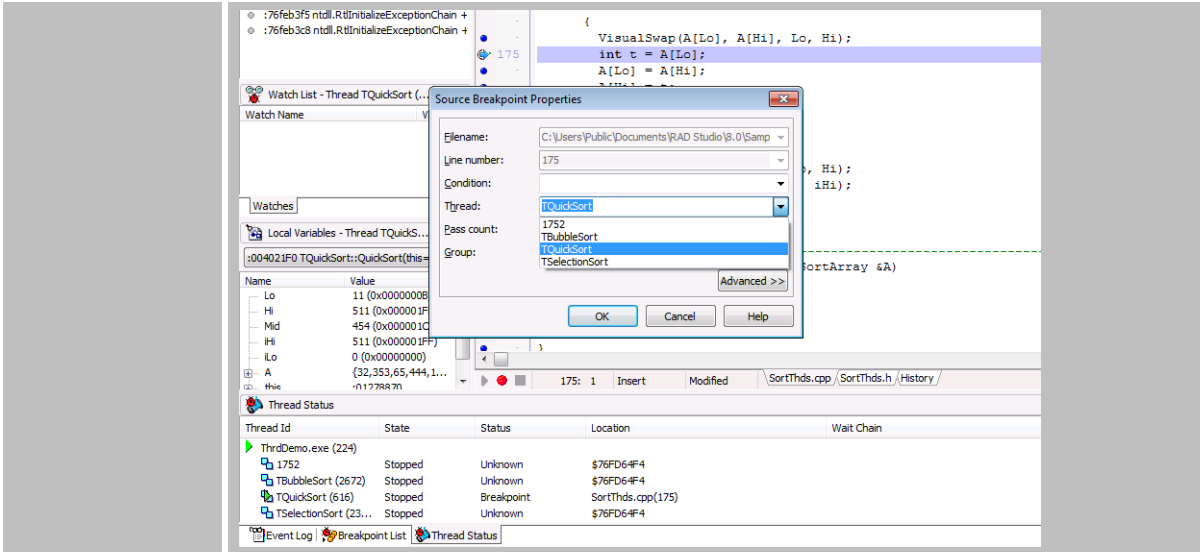 :76feb3f5 ntdll.RtlInitializeExceptionChain +
:76feb3c8 ntdll.RtlInitializeExceptionChain +
{
VisualSwap(A[Lo], A[Hi], Lo, Hi);
175 int t = A[Lo];
A[Lo] = A[Hi];
Watch List - Thread TQuickSort (...
Watch Name V
Watches
Local Variables - Thread TQuickS...
:004021F0 TQuickSort::QuickSort(this=
Name Value
Lo 11 (0x0000000B
Hi 511 (0x000001F
Mid 454 (0x000001C
iHi 511 (0x000001FF)
iLo 0 (0x00000000)
A {32,353,65,444,1...
this :01278870
Source Breakpoint Properties
Filename: C:\Users\Public\Documents\RAD Studio\8.0\Samp
Line number: 175
Condition:
Thread: TQuickSort
1752
TBubbleSort
TQuickSort
TSelectionSort
Pass count:
Group:
Advanced >>
OK Cancel Help
, Hi);
iHi);
SortArray &A)
}
175: 1 Insert Modified SortThds.cpp SortThds.h History
Thread Status
Thread Id State Status Location Wait Chain
ThrdDemo.exe (224)
1752 Stopped Unknown $76FD64F4
TBubbleSort (2672) Stopped Unknown $76FD64F4
TQuickSort (616) Stopped Breakpoint SortThds.cpp(175)
TSelectionSort (23... Stopped Unknown $76FD64F4
Event Log Breakpoint List Thread Status